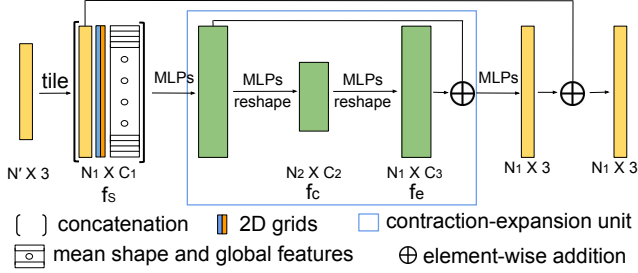 tile
MLPs
MLPs
reshape
MLPs
reshape
MLPs
N' X 3
N₁ X C₁
fₛ
N₂ X C₂
f꜀
N₁ X C₃
fₑ
N₁ X 3
N₁ X 3
concatenation
2D grids
contraction-expansion unit
mean shape and global features
element-wise addition